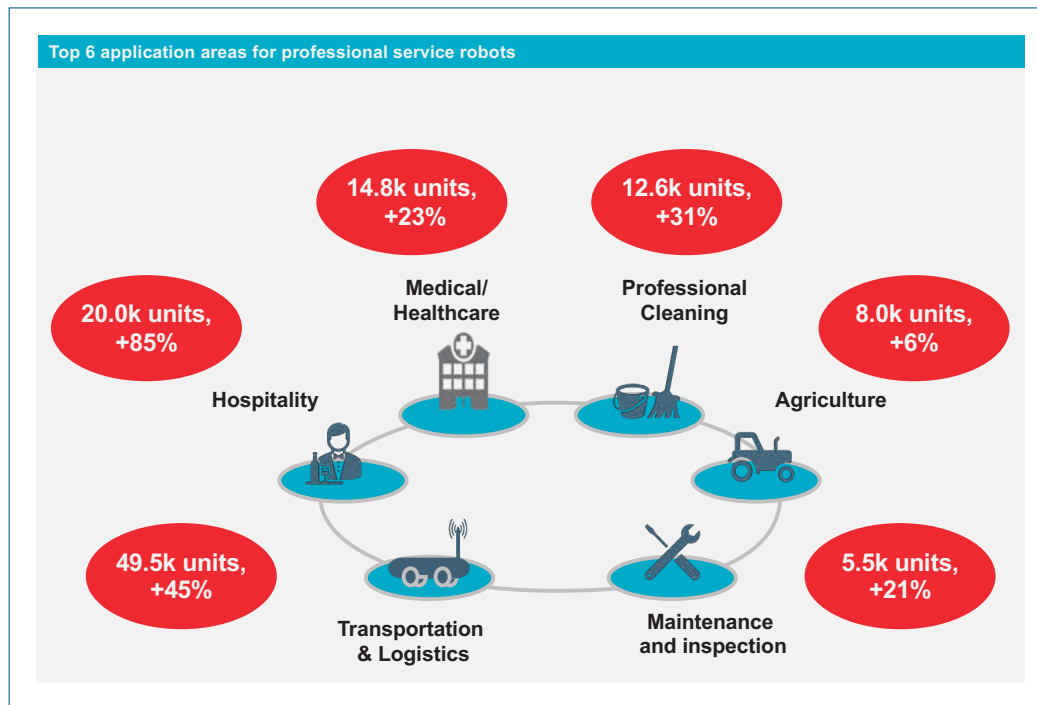 Top 6 application areas for professional service robots
14.8k units,
+23%
12.6k units,
+31%
Medical/
Healthcare
Professional
Cleaning
20.0k units,
+85%
8.0k units,
+6%
Hospitality
Agriculture
49.5k units,
+45%
5.5k units,
+21%
Transportation
& Logistics
Maintenance
and inspection